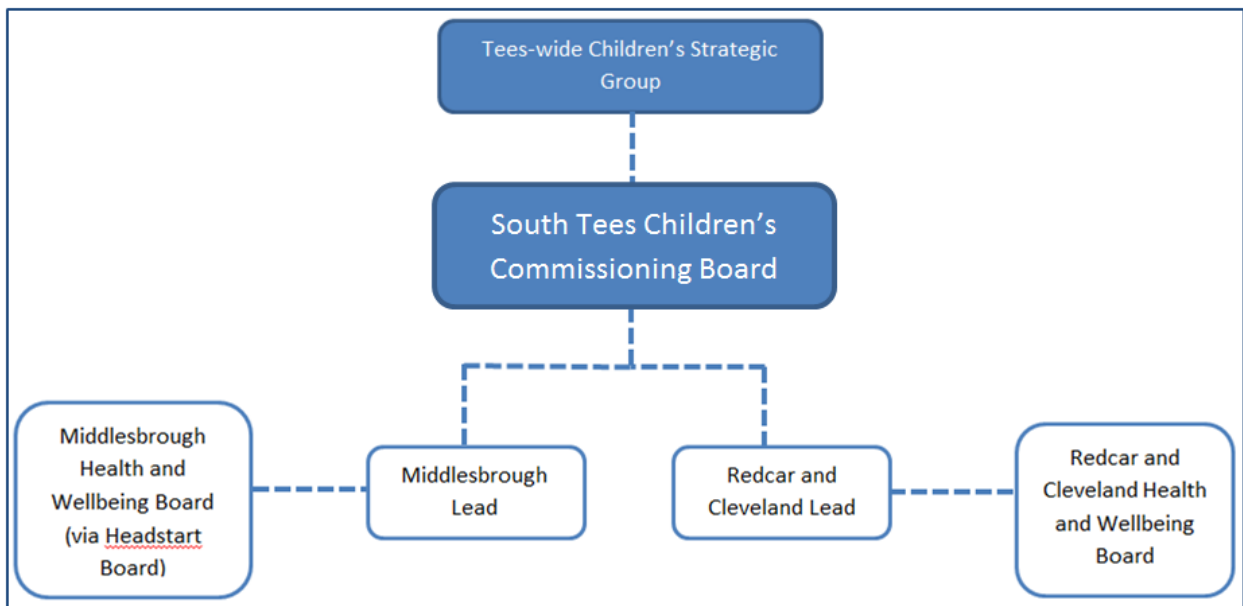 Tees-wide Children's Strategic
Group
South Tees Children's
Commissioning Board
Middlesbrough
Health and
Wellbeing Board
(via Headstart
Board)
Middlesbrough
Lead
Redcar and
Cleveland Lead
Redcar and
Cleveland Health
and Wellbeing
Board